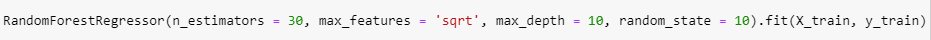 RandomForestRegressor(n_estimators = 30, max_features = 'sqrt', max_depth = 10, random_state = 10).fit(X_train, y_train)